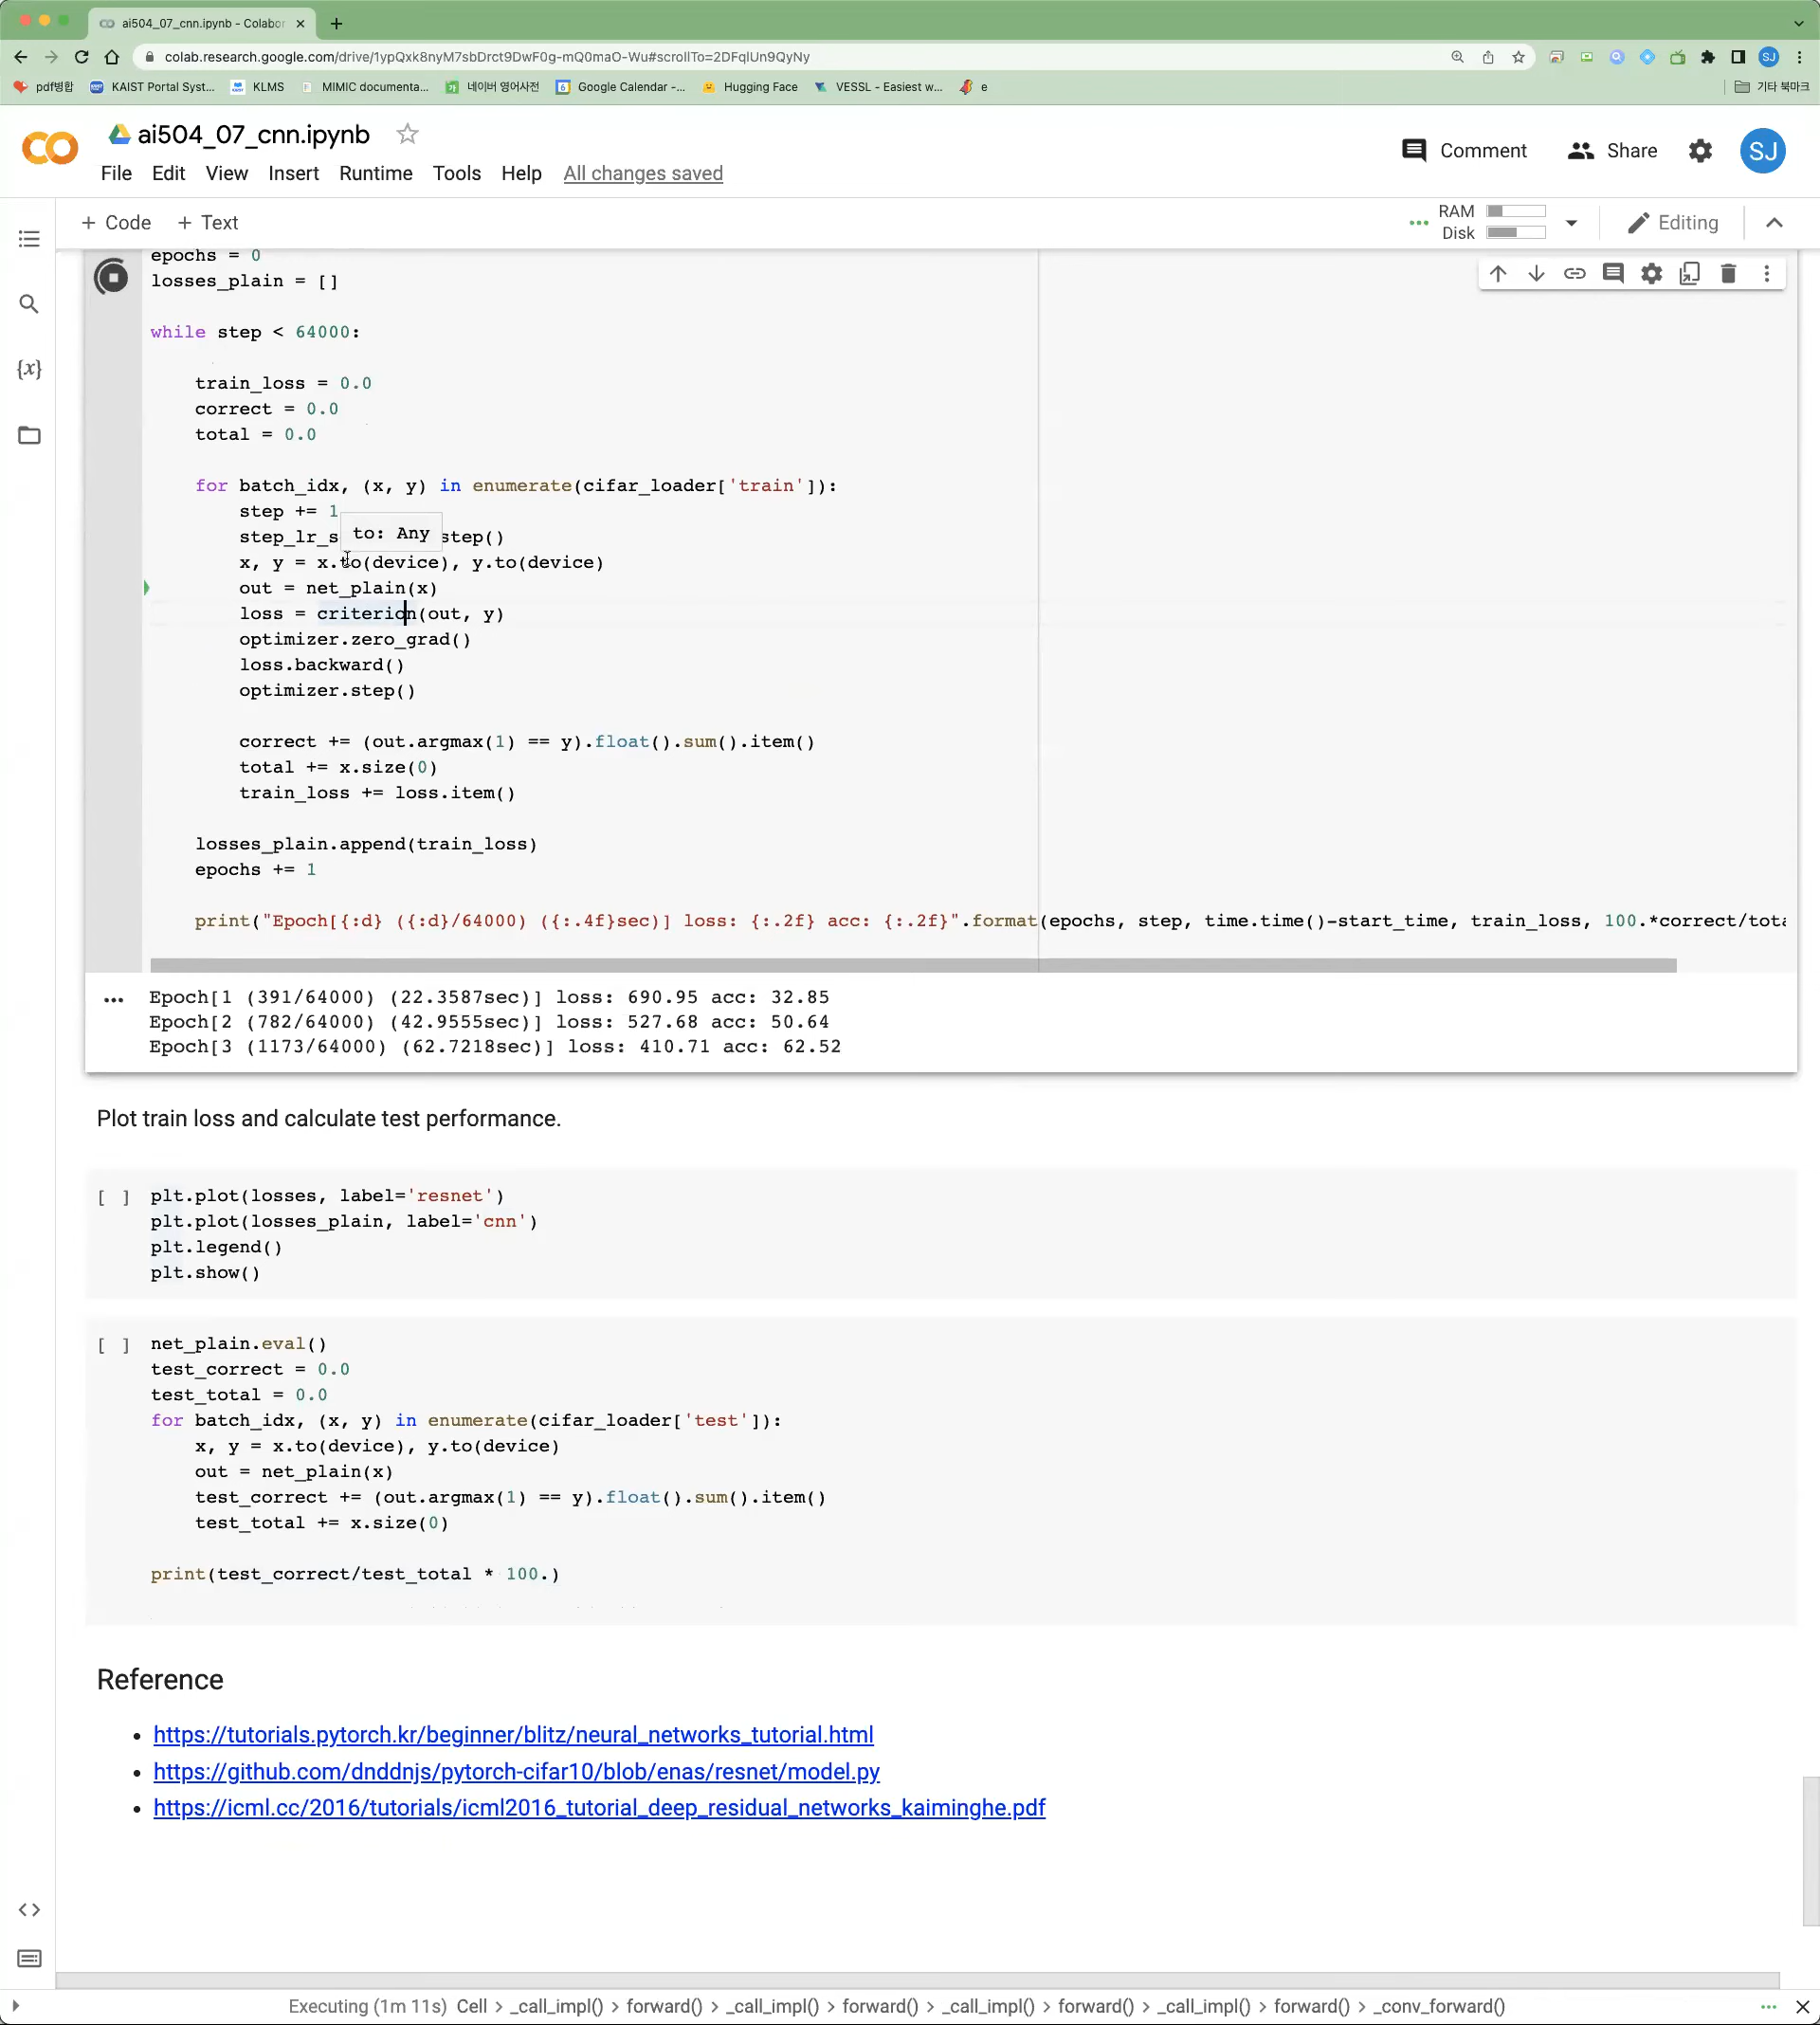 ai504_07_cnn.ipynb - Colabor
colab.research.google.com/drive/1ypQxk8nyM7sbDrct9DwF0g-mQ0maO-Wu#scrollTo=2DFqlUn9QyNy
SJ
pdf병합 KAIST Portal Syst... KLMS MIMIC documenta... 네이버 영어사전 Google Calendar -... Hugging Face VESSL - Easiest w... e 기타 북마크
ai504_07_cnn.ipynb
Comment Share SJ
File Edit View Insert Runtime Tools Help All changes saved
+ Code + Text
RAM
Disk
Editing
epochs = 0
losses_plain = []
while step < 64000:
train_loss = 0.0
correct = 0.0
total = 0.0
for batch_idx, (x, y) in enumerate(cifar_loader['train']):
step += 1
to: Any
step_lr_s step()
x, y = x.to(device), y.to(device)
out = net_plain(x)
loss = criterion(out, y)
optimizer.zero_grad()
loss.backward()
optimizer.step()
correct += (out.argmax(1) == y).float().sum().item()
total += x.size(0)
train_loss += loss.item()
losses_plain.append(train_loss)
epochs += 1
print("Epoch[{:d} ({:d}/64000) ({:.4f}sec)] loss: {:.2f} acc: {:.2f}".format(epochs, step, time.time()-start_time, train_loss, 100.*correct/tota
Epoch[1 (391/64000) (22.3587sec)] loss: 690.95 acc: 32.85
Epoch[2 (782/64000) (42.9555sec)] loss: 527.68 acc: 50.64
Epoch[3 (1173/64000) (62.7218sec)] loss: 410.71 acc: 62.52
Plot train loss and calculate test performance.
[ ] plt.plot(losses, label='resnet')
plt.plot(losses_plain, label='cnn')
plt.legend()
plt.show()
[ ] net_plain.eval()
test_correct = 0.0
test_total = 0.0
for batch_idx, (x, y) in enumerate(cifar_loader['test']):
x, y = x.to(device), y.to(device)
out = net_plain(x)
test_correct += (out.argmax(1) == y).float().sum().item()
test_total += x.size(0)
print(test_correct/test_total * 100.)
Reference
• https://tutorials.pytorch.kr/beginner/blitz/neural_networks_tutorial.html
• https://github.com/dnddnjs/pytorch-cifar10/blob/enas/resnet/model.py
• https://icml.cc/2016/tutorials/icml2016_tutorial_deep_residual_networks_kaiminghe.pdf
Executing (1m 11s) Cell > _call_impl() > forward() > _call_impl() > forward() > _call_impl() > forward() > _call_impl() > forward() > _conv_forward()